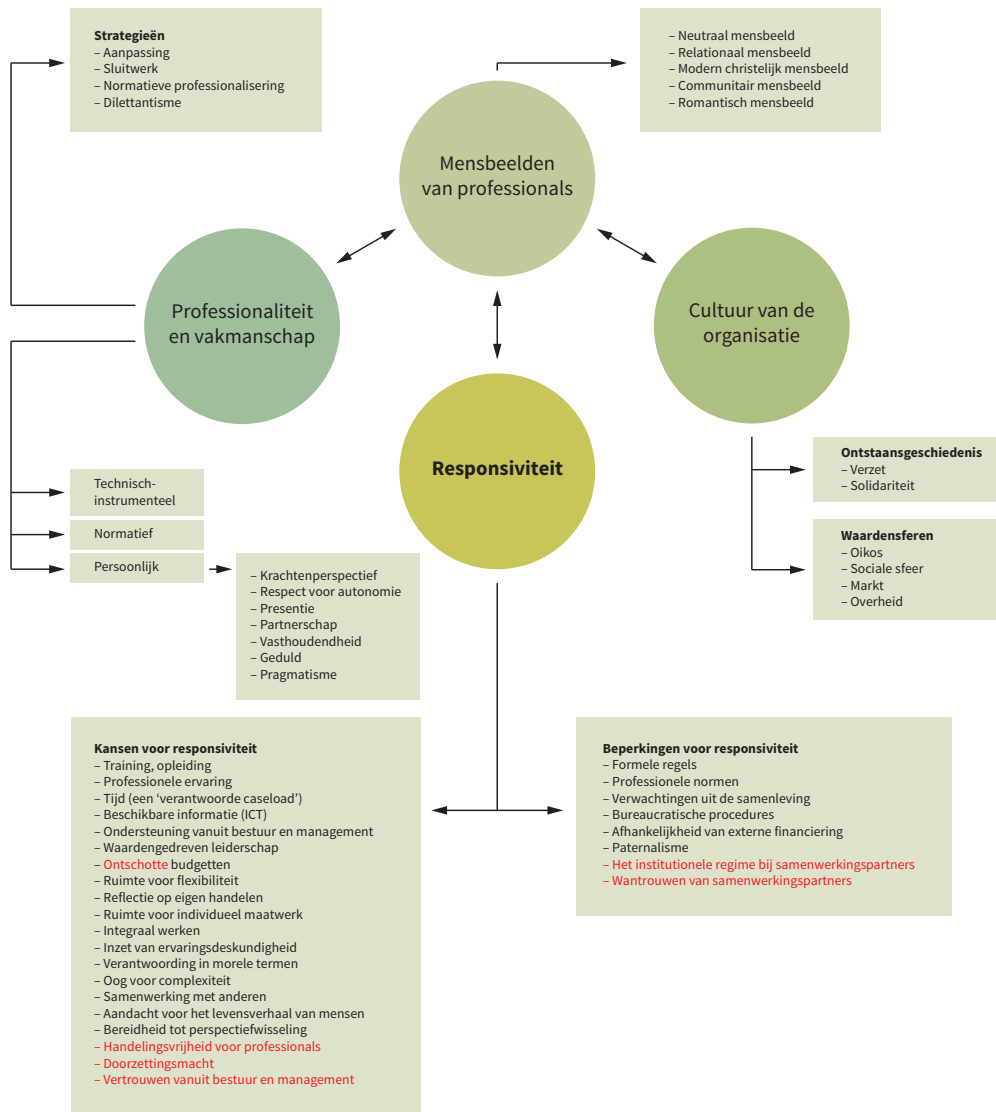 Strategieën
– Aanpassing
– Sluitwerk
– Normatieve professionalisering
– Dilettantisme
– Neutraal mensbeeld
– Relationaal mensbeeld
– Modern christelijk mensbeeld
– Communitair mensbeeld
– Romantisch mensbeeld
Mensbeelden
van professionals
Professionaliteit
en vakmanschap
Cultuur van de
organisatie
Responsiviteit
Ontstaansgeschiedenis
– Verzet
– Solidariteit
Waardensferen
– Oikos
– Sociale sfeer
– Markt
– Overheid
Technisch-
instrumenteel
Normatief
Persoonlijk
– Krachtenperspectief
– Respect voor autonomie
– Presentie
– Partnerschap
– Vasthoudendheid
– Geduld
– Pragmatisme
Kansen voor responsiviteit
– Training, opleiding
– Professionele ervaring
– Tijd (een ‘verantwoorde caseload’)
– Beschikbare informatie (ICT)
– Ondersteuning vanuit bestuur en management
– Waardengedreven leiderschap
– Ontschotte budgetten
– Ruimte voor flexibiliteit
– Reflectie op eigen handelen
– Ruimte voor individueel maatwerk
– Integraal werken
– Inzet van ervaringsdeskundigheid
– Verantwoording in morele termen
– Oog voor complexiteit
– Samenwerking met anderen
– Aandacht voor het levensverhaal van mensen
– Bereidheid tot perspectiefwisseling
– Handelingsvrijheid voor professionals
– Doorzettingsmacht
– Vertrouwen vanuit bestuur en management
Beperkingen voor responsiviteit
– Formele regels
– Professionele normen
– Verwachtingen uit de samenleving
– Bureaucratische procedures
– Afhankelijkheid van externe financiering
– Paternalisme
– Het institutionele regime bij samenwerkingspartners
– Wantrouwen van samenwerkingspartners